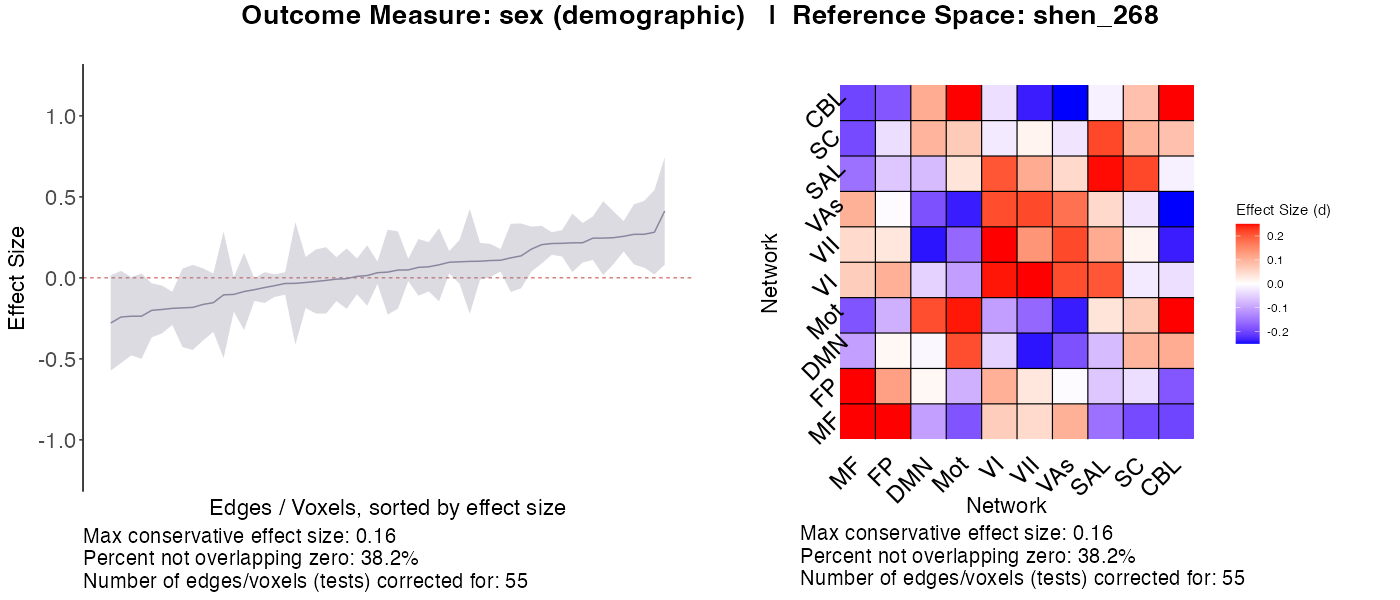 Outcome Measure: sex (demographic) | Reference Space: shen_268
Effect Size
1.0
0.5
0.0
-0.5
-1.0
Edges / Voxels, sorted by effect size
Max conservative effect size: 0.16
Percent not overlapping zero: 38.2%
Number of edges/voxels (tests) corrected for: 55
Network
CBL
SC
SAL
VAs
VII
VI
Mot
DMN
FP
MF
MF
FP
DMN
Mot
VI
VII
VAs
SAL
SC
CBL
Network
Effect Size (d)
0.2
0.1
0.0
-0.1
-0.2
Max conservative effect size: 0.16
Percent not overlapping zero: 38.2%
Number of edges/voxels (tests) corrected for: 55